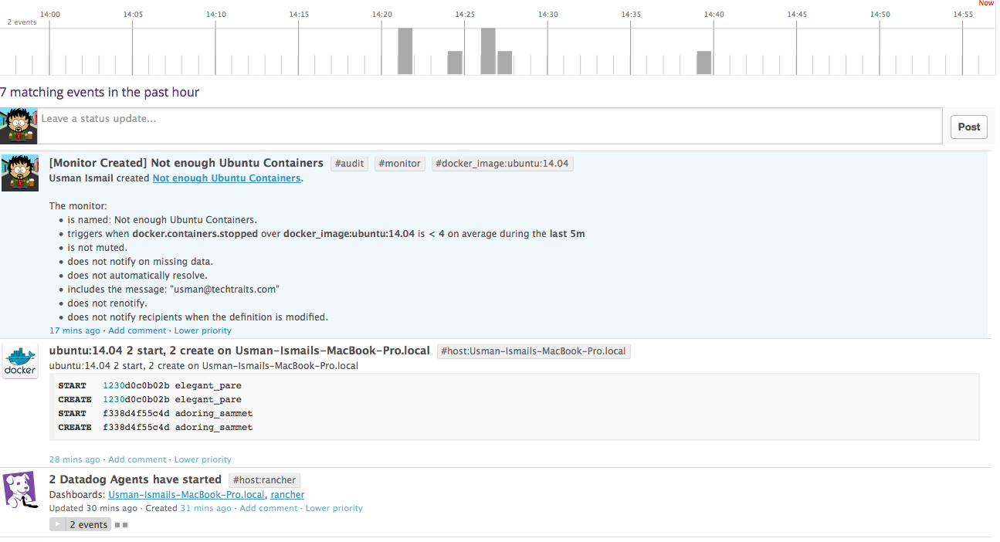 Now
14:00 14:05 14:10 14:15 14:20 14:25 14:30 14:35 14:40 14:45 14:50 14:55
2 events
7 matching events in the past hour
Leave a status update...
Post
[Monitor Created] Not enough Ubuntu Containers #audit #monitor #docker_image:ubuntu:14.04
Usman Ismail created Not enough Ubuntu Containers.
The monitor:
• is named: Not enough Ubuntu Containers.
• triggers when docker.containers.stopped over docker_image:ubuntu:14.04 is < 4 on average during the last 5m
• is not muted.
• does not notify on missing data.
• does not automatically resolve.
• includes the message: "usman@techtraits.com"
• does not renotify.
• does not notify recipients when the definition is modified.
17 mins ago · Add comment · Lower priority
docker
ubuntu:14.04 2 start, 2 create on Usman-Ismails-MacBook-Pro.local #host:Usman-Ismails-MacBook-Pro.local
ubuntu:14.04 2 start, 2 create on Usman-Ismails-MacBook-Pro.local
START 1230d0c0b02b elegant_pare
CREATE 1230d0c0b02b elegant_pare
START f338d4f55c4d adoring_sammet
CREATE f338d4f55c4d adoring_sammet
28 mins ago · Add comment · Lower priority
2 Datadog Agents have started #host:rancher
Dashboards: Usman-Ismails-MacBook-Pro.local, rancher
Updated 30 mins ago · Created 31 mins ago · Add comment · Lower priority
2 events